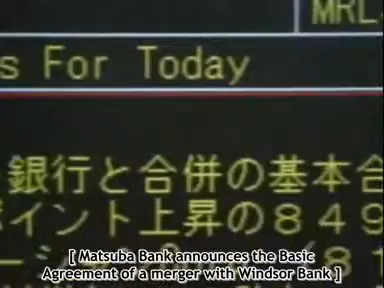 MRL
s For Today
銀行と合併の基本合
ポイント上昇の849
[ Matsuba Bank announces the Basic
Agreement of a merger with Windsor Bank ]